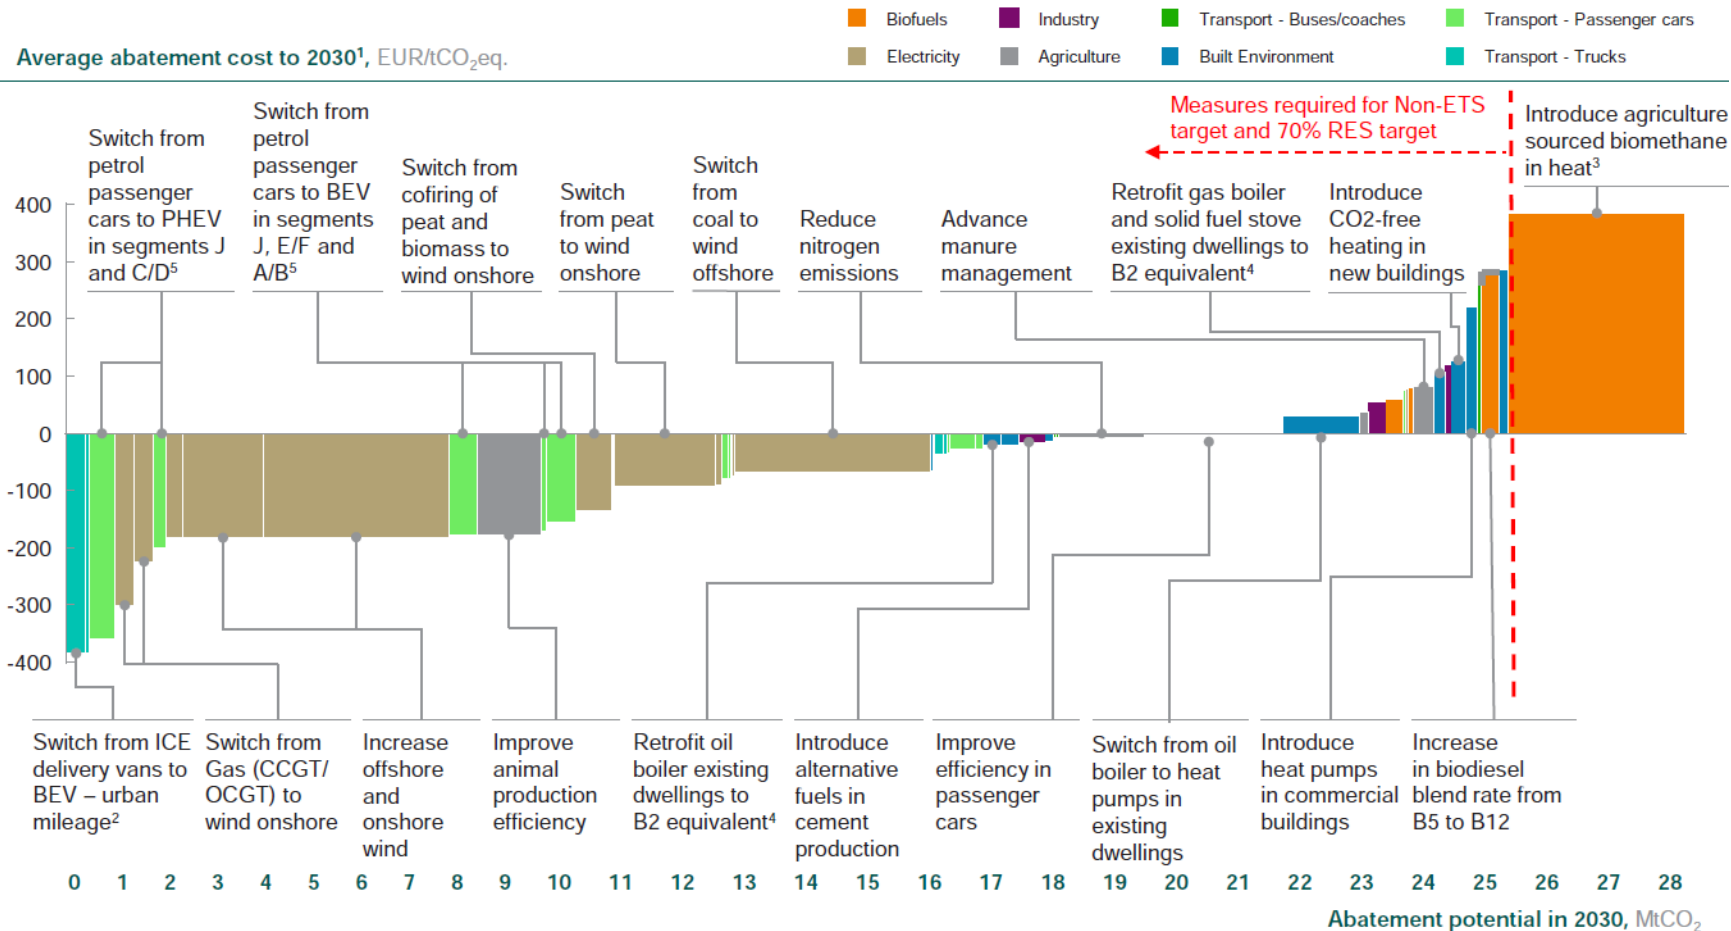 Biofuels
Industry
Transport - Buses/coaches
Transport - Passenger cars
Average abatement cost to 2030¹, EUR/tCO₂eq.
Electricity
Agriculture
Built Environment
Transport - Trucks
Measures required for Non-ETS
target and 70% RES target
Switch from
petrol
passenger
cars to PHEV
in segments J
and C/D⁵
Switch from
petrol
passenger
cars to BEV
in segments
J, E/F and
A/B⁵
Switch from
cofiring of
peat and
biomass to
wind onshore
Switch
from peat
to wind
onshore
Switch
from
coal to
wind
offshore
Reduce
nitrogen
emissions
Advance
manure
management
Retrofit gas boiler
and solid fuel stove
existing dwellings to
B2 equivalent⁴
Introduce
CO2-free
heating in
new buildings
Introduce agriculture
sourced biomethane
in heat³
400
300
200
100
0
-100
-200
-300
-400
Switch from ICE
delivery vans to
BEV – urban
mileage²
Switch from
Gas (CCGT/
OCGT) to
wind onshore
Increase
offshore
and
onshore
wind
Improve
animal
production
efficiency
Retrofit oil
boiler existing
dwellings to
B2 equivalent⁴
Introduce
alternative
fuels in
cement
production
Improve
efficiency in
passenger
cars
Switch from oil
boiler to heat
pumps in
existing
dwellings
Introduce
heat pumps
in commercial
buildings
Increase
in biodiesel
blend rate from
B5 to B12
0 1 2 3 4 5 6 7 8 9 10 11 12 13 14 15 16 17 18 19 20 21 22 23 24 25 26 27 28
Abatement potential in 2030, MtCO₂